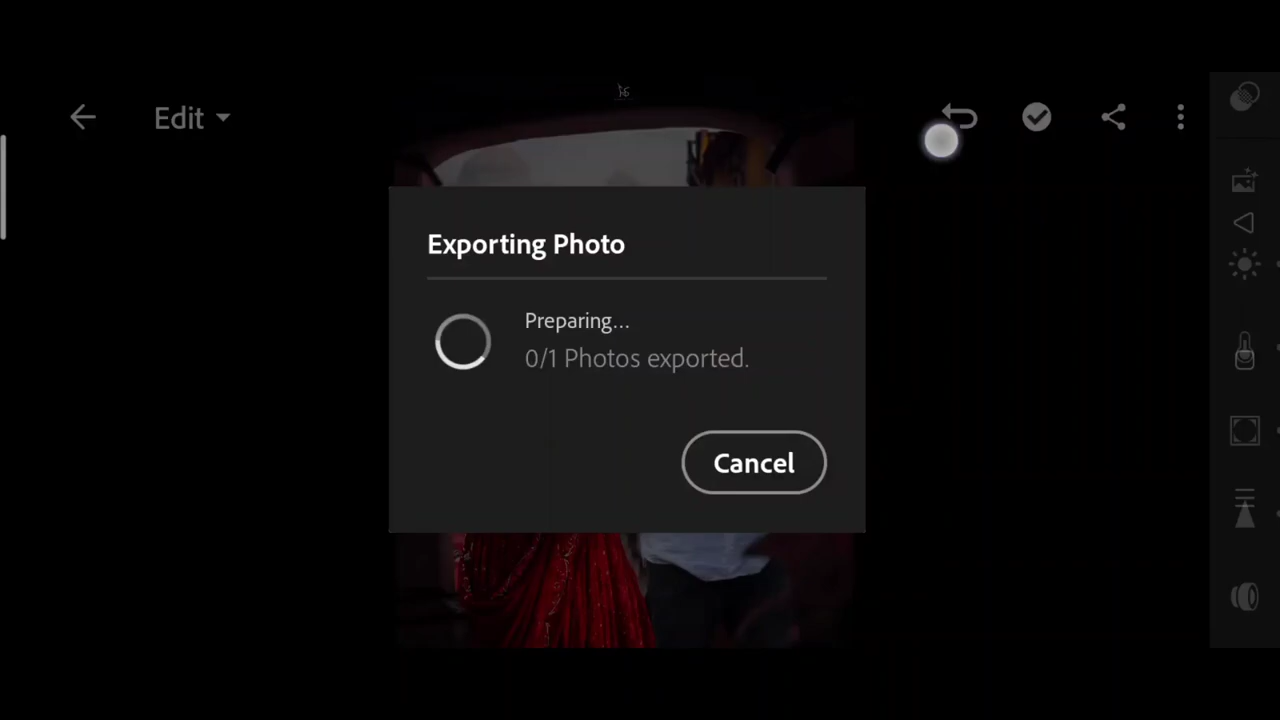 Edit
Exporting Photo
Preparing...
0/1 Photos exported.
Cancel